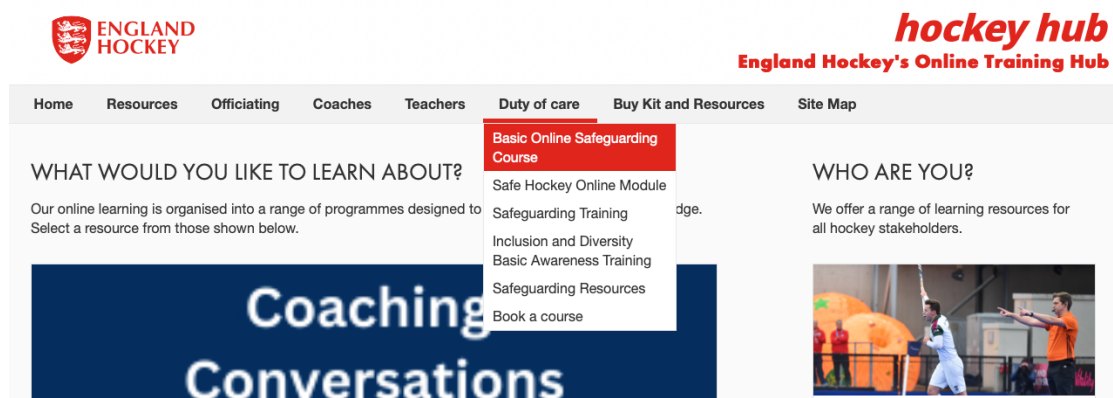 ENGLAND
HOCKEY
hockey hub
England Hockey's Online Training Hub
Home Resources Officiating Coaches Teachers Duty of care Buy Kit and Resources Site Map
Basic Online Safeguarding
Course
Safe Hockey Online Module
Safeguarding Training
Inclusion and Diversity
Basic Awareness Training
Safeguarding Resources
Book a course
WHAT WOULD YOU LIKE TO LEARN ABOUT?
Our online learning is organised into a range of programmes designed to
Select a resource from those shown below.
Coaching
Conversations
WHO ARE YOU?
We offer a range of learning resources for
all hockey stakeholders.